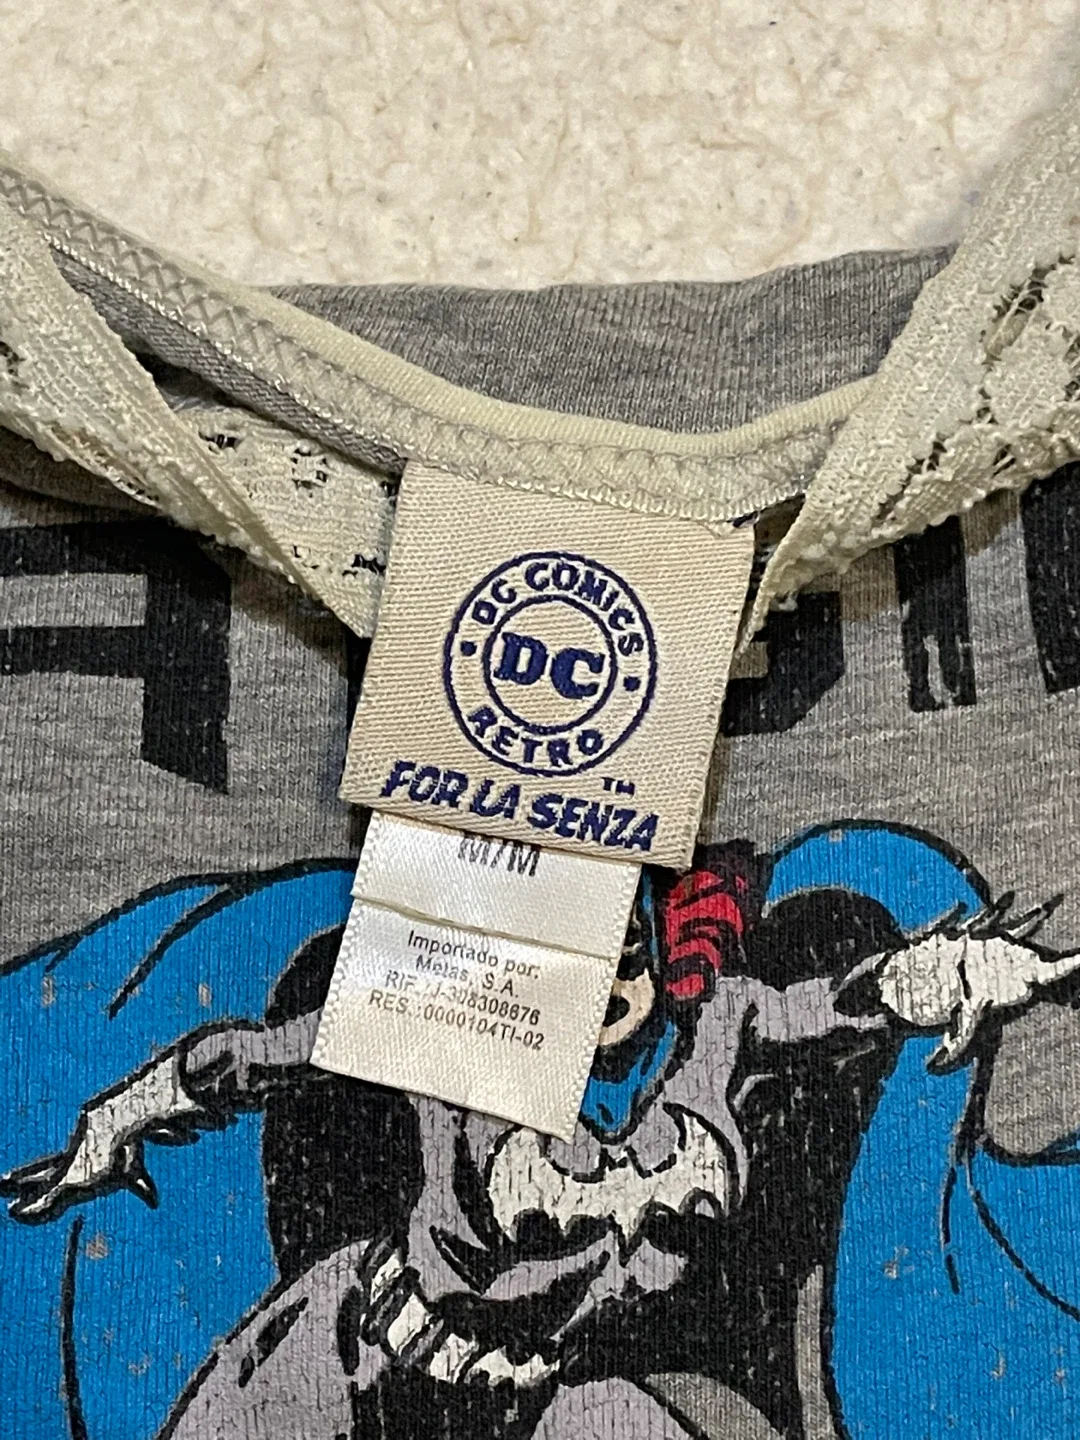 DC COMICS
DC
RETRO
TM
FOR LA SENZA
M/M
Importado por:
Metas, S.A.
RIF.:J-308308676
RES.:0000104TI-02